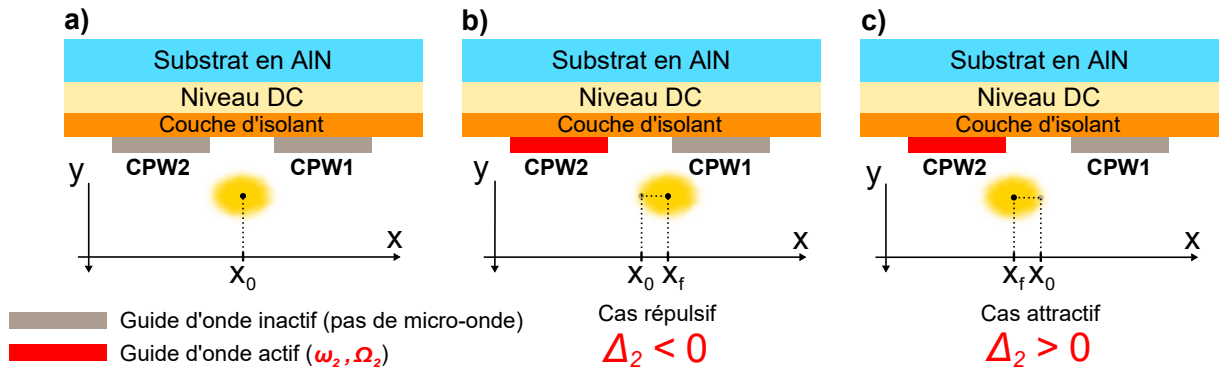 a)
Substrat en AlN
Niveau DC
Couche d'isolant
CPW2
CPW1
y
x
x₀
b)
Substrat en AlN
Niveau DC
Couche d'isolant
CPW2
CPW1
y
x
x₀ x_f
Cas répulsif
Δ₂ < 0
c)
Substrat en AlN
Niveau DC
Couche d'isolant
CPW2
CPW1
y
x
x_f x₀
Cas attractif
Δ₂ > 0
Guide d'onde inactif (pas de micro-onde)
Guide d'onde actif (ω₂, Ω₂)